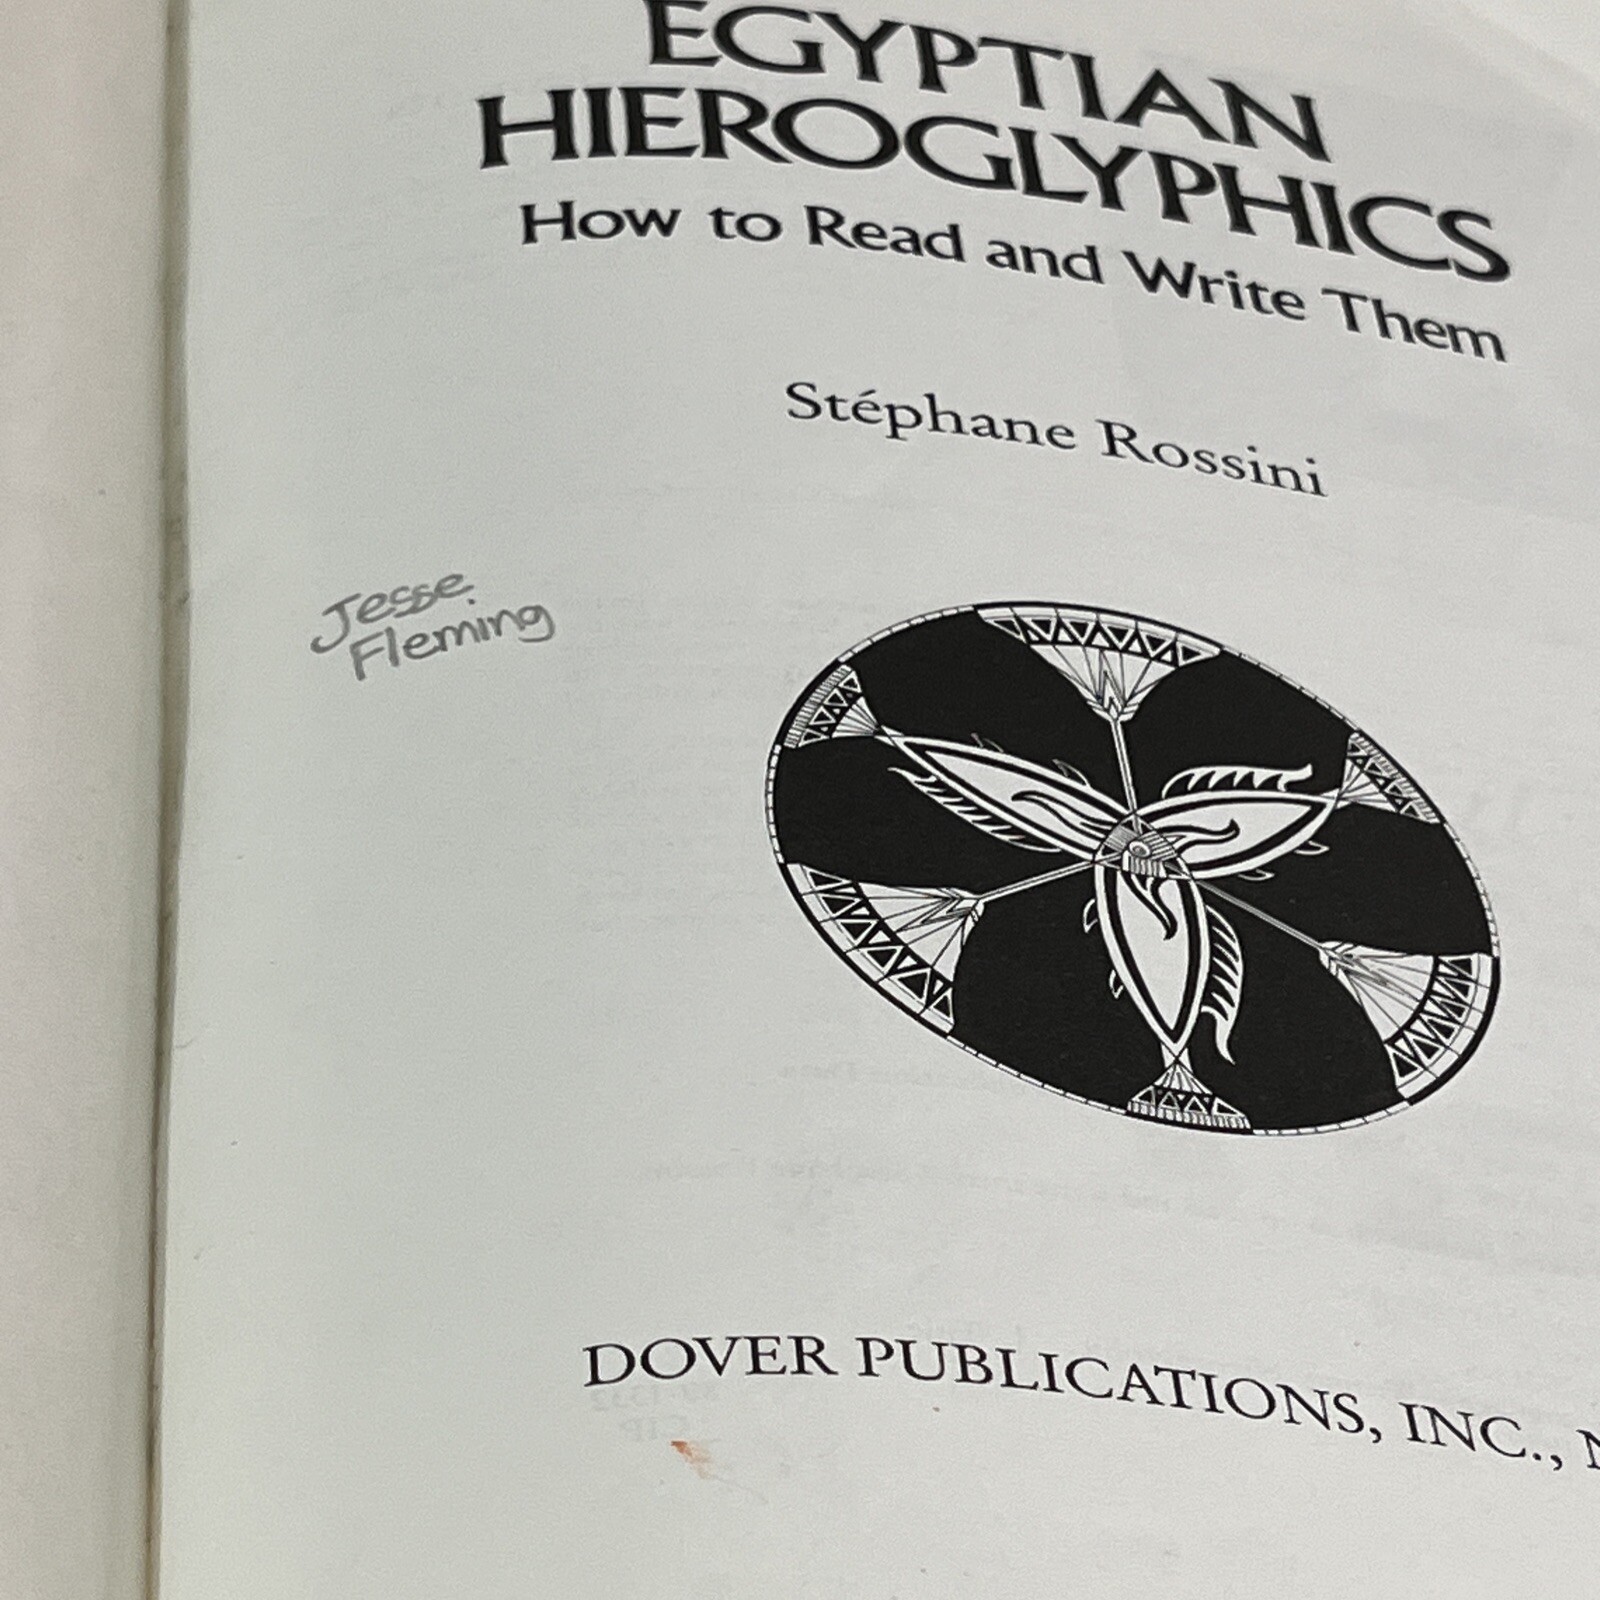 EGYPTIAN
HIEROGLYPHICS
How to Read and Write Them
Stéphane Rossini
Jesse
Fleming
DOVER PUBLICATIONS, INC., N